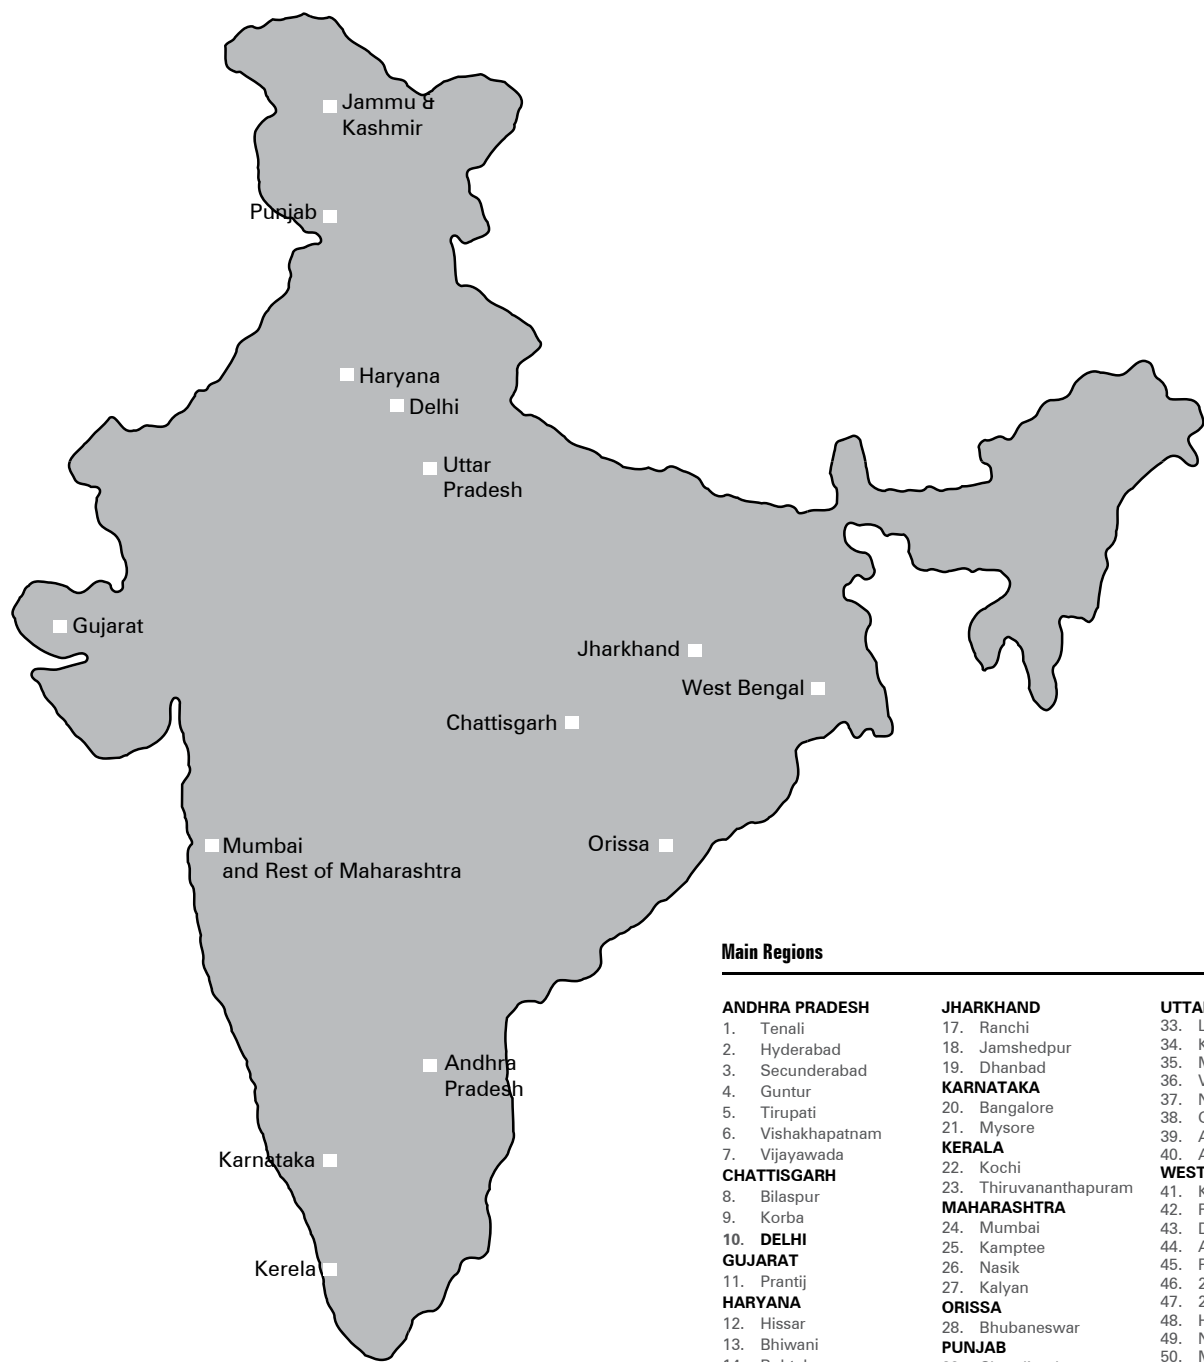 Jammu &
Kashmir
Punjab
Haryana
Delhi
Uttar
Pradesh
Gujarat
Jharkhand
West Bengal
Chattisgarh
Mumbai
and Rest of Maharashtra
Orissa
Andhra
Pradesh
Karnataka
Kerela
Main Regions
ANDHRA PRADESH
1. Tenali
2. Hyderabad
3. Secunderabad
4. Guntur
5. Tirupati
6. Vishakhapatnam
7. Vijayawada
CHATTISGARH
8. Bilaspur
9. Korba
10. DELHI
GUJARAT
11. Prantij
HARYANA
12. Hissar
13. Bhiwani
JHARKHAND
17. Ranchi
18. Jamshedpur
19. Dhanbad
KARNATAKA
20. Bangalore
21. Mysore
KERALA
22. Kochi
23. Thiruvananthapuram
MAHARASHTRA
24. Mumbai
25. Kamptee
26. Nasik
27. Kalyan
ORISSA
28. Bhubaneswar
PUNJAB
33.
34.
35.
36.
37.
38.
39.
40.
WEST
41.
42.
43.
44.
45.
46.
47.
48.
49.
50.